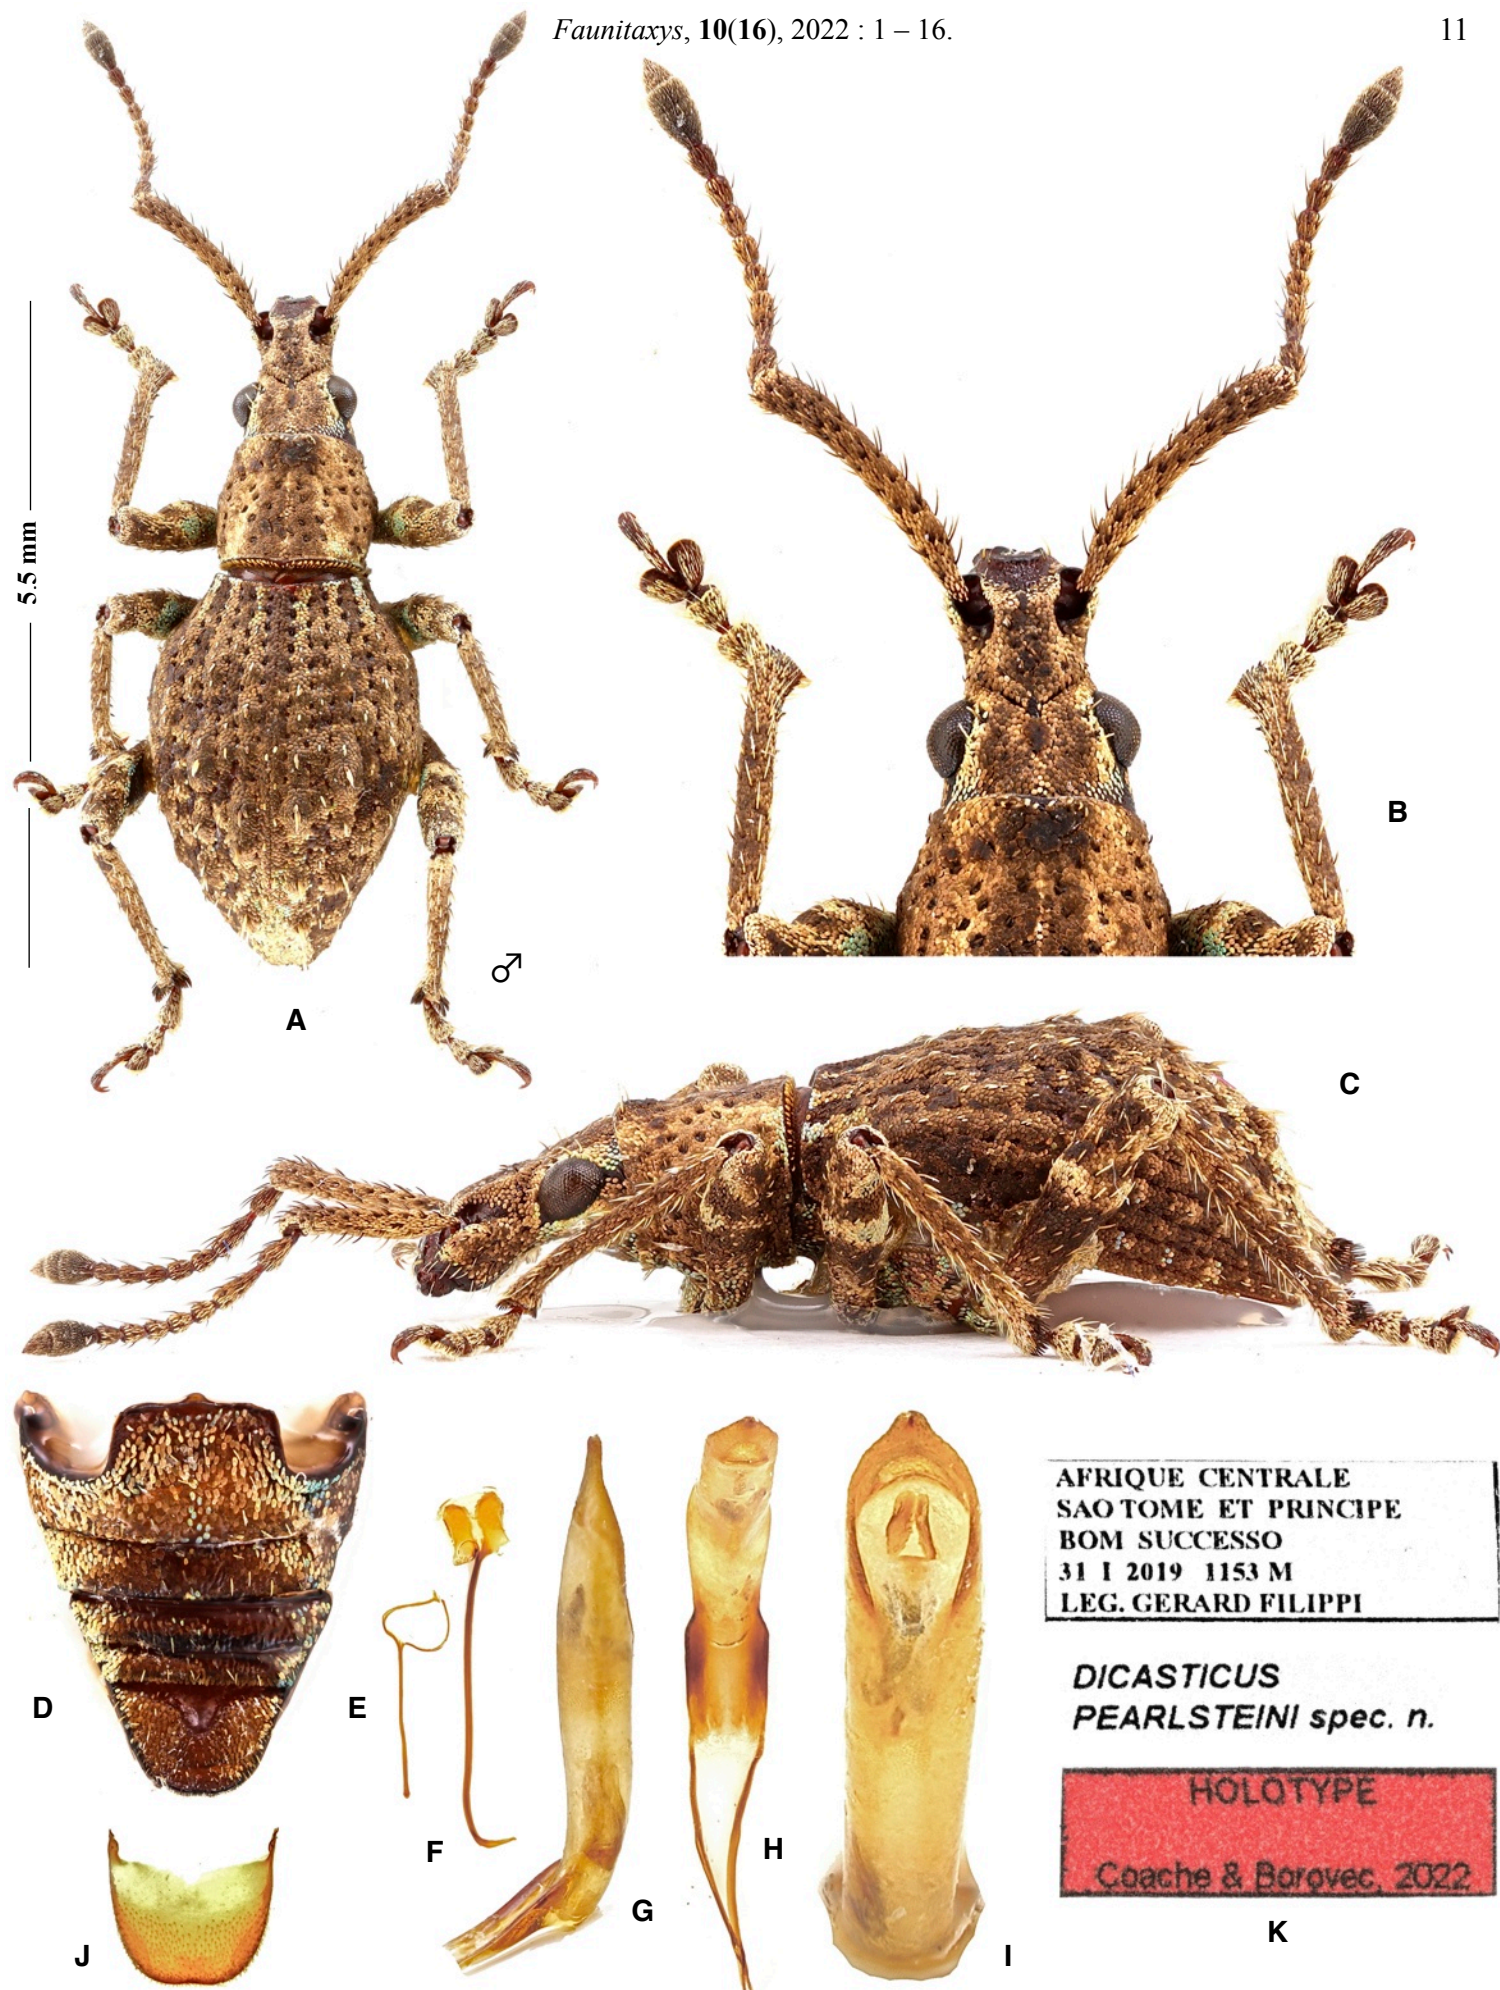 Faunitaxys, 10(16), 2022 : 1 – 16.
11
5.5 mm
♂
A
B
C
D
E
F
G
H
I
J
AFRIQUE CENTRALE
SAO TOME ET PRINCIPE
BOM SUCCESSO
31 I 2019 1153 M
LEG. GERARD FILIPPI
DICASTICUS
PEARLSTEINI spec. n.
HOLOTYPE
Coache & Borovec, 2022
K